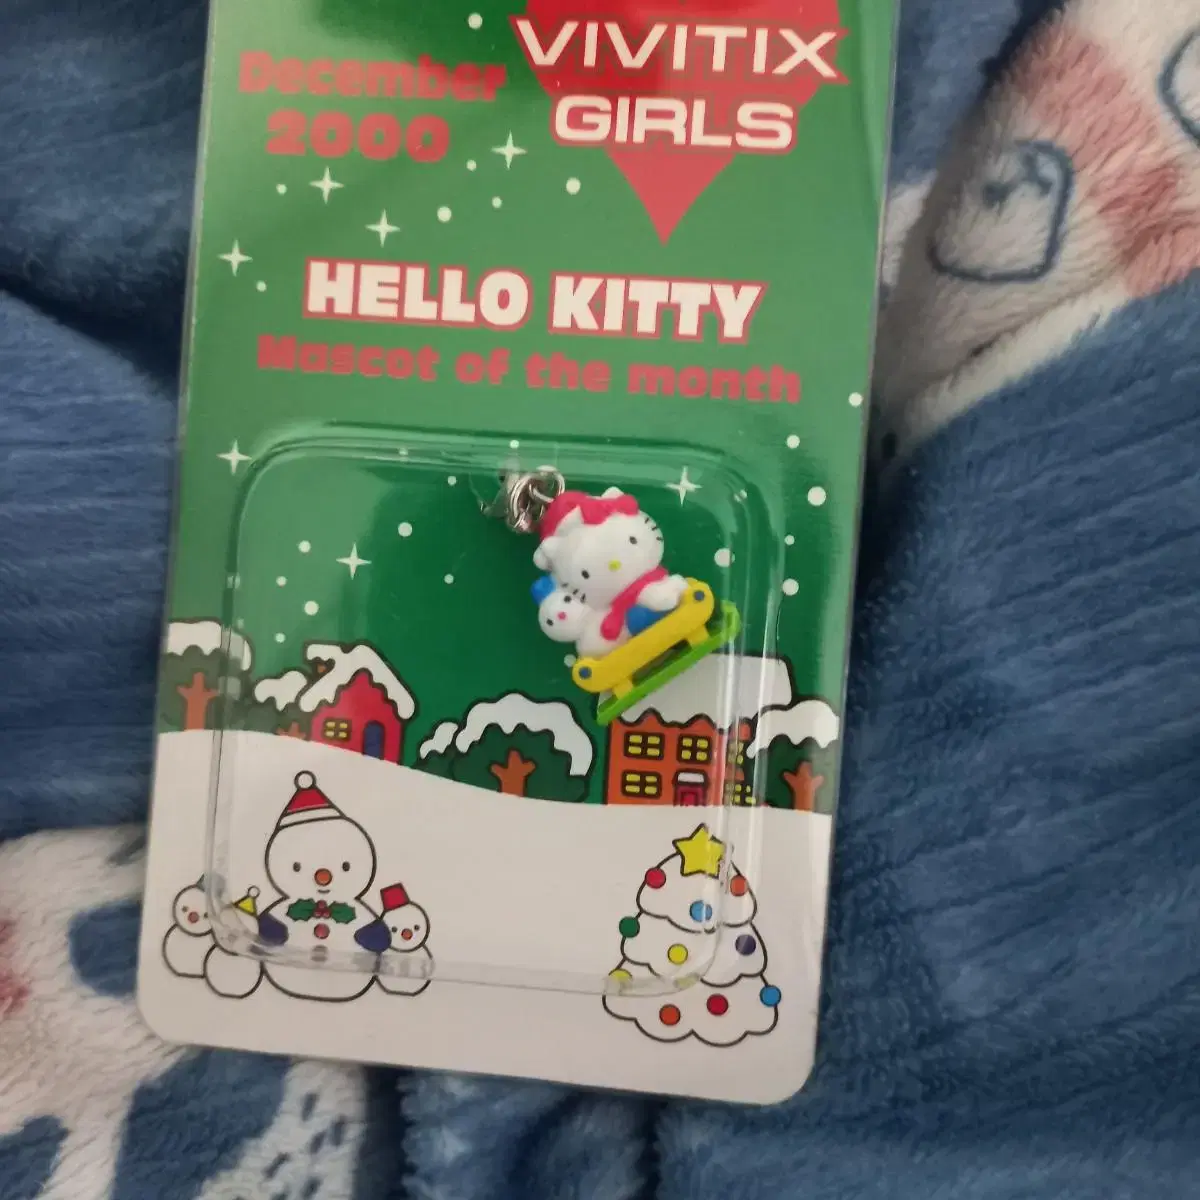 VIVITIX
GIRLS
December
2000
HELLO KITTY
Mascot of the month